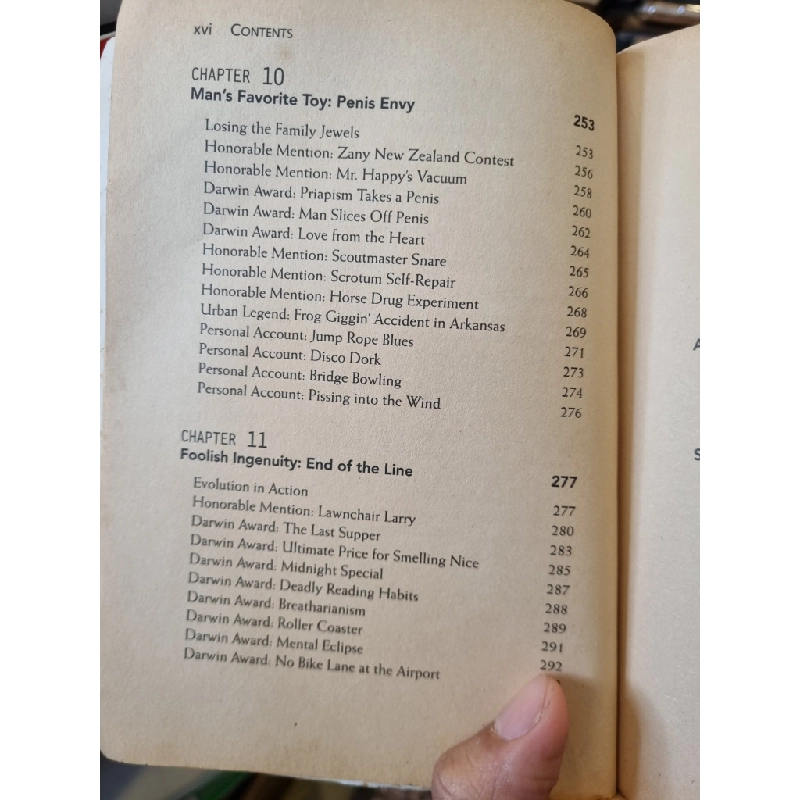 xvi CONTENTS
CHAPTER 10
Man's Favorite Toy: Penis Envy 253
Losing the Family Jewels 253
Honorable Mention: Zany New Zealand Contest 256
Honorable Mention: Mr. Happy's Vacuum 258
Darwin Award: Priapism Takes a Penis 260
Darwin Award: Man Slices Off Penis 262
Darwin Award: Love from the Heart 264
Honorable Mention: Scoutmaster Snare 265
Honorable Mention: Scrotum Self-Repair 266
Honorable Mention: Horse Drug Experiment 268
Urban Legend: Frog Giggin' Accident in Arkansas 269
Personal Account: Jump Rope Blues 271
Personal Account: Disco Dork 273
Personal Account: Bridge Bowling 274
Personal Account: Pissing into the Wind 276
CHAPTER 11
Foolish Ingenuity: End of the Line 277
Evolution in Action 277
Honorable Mention: Lawnchair Larry 280
Darwin Award: The Last Supper 283
Darwin Award: Ultimate Price for Smelling Nice 285
Darwin Award: Midnight Special 287
Darwin Award: Deadly Reading Habits 288
Darwin Award: Breatharianism 289
Darwin Award: Roller Coaster 291
Darwin Award: Mental Eclipse 292
Darwin Award: No Bike Lane at the Airport